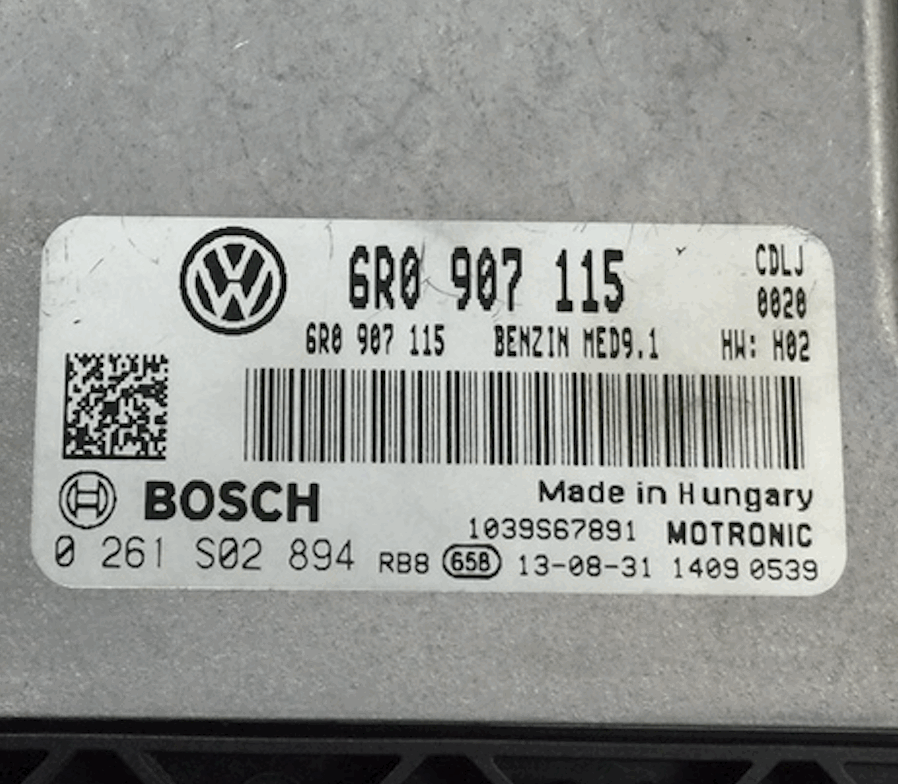 6R0 907 115
CDLJ
0020
6R0 907 115 BENZIN MED9.1 HW: H02
BOSCH
Made in Hungary
1039S67891 MOTRONIC
0 261 S02 894 RB8 658 13-08-31 1409 0539